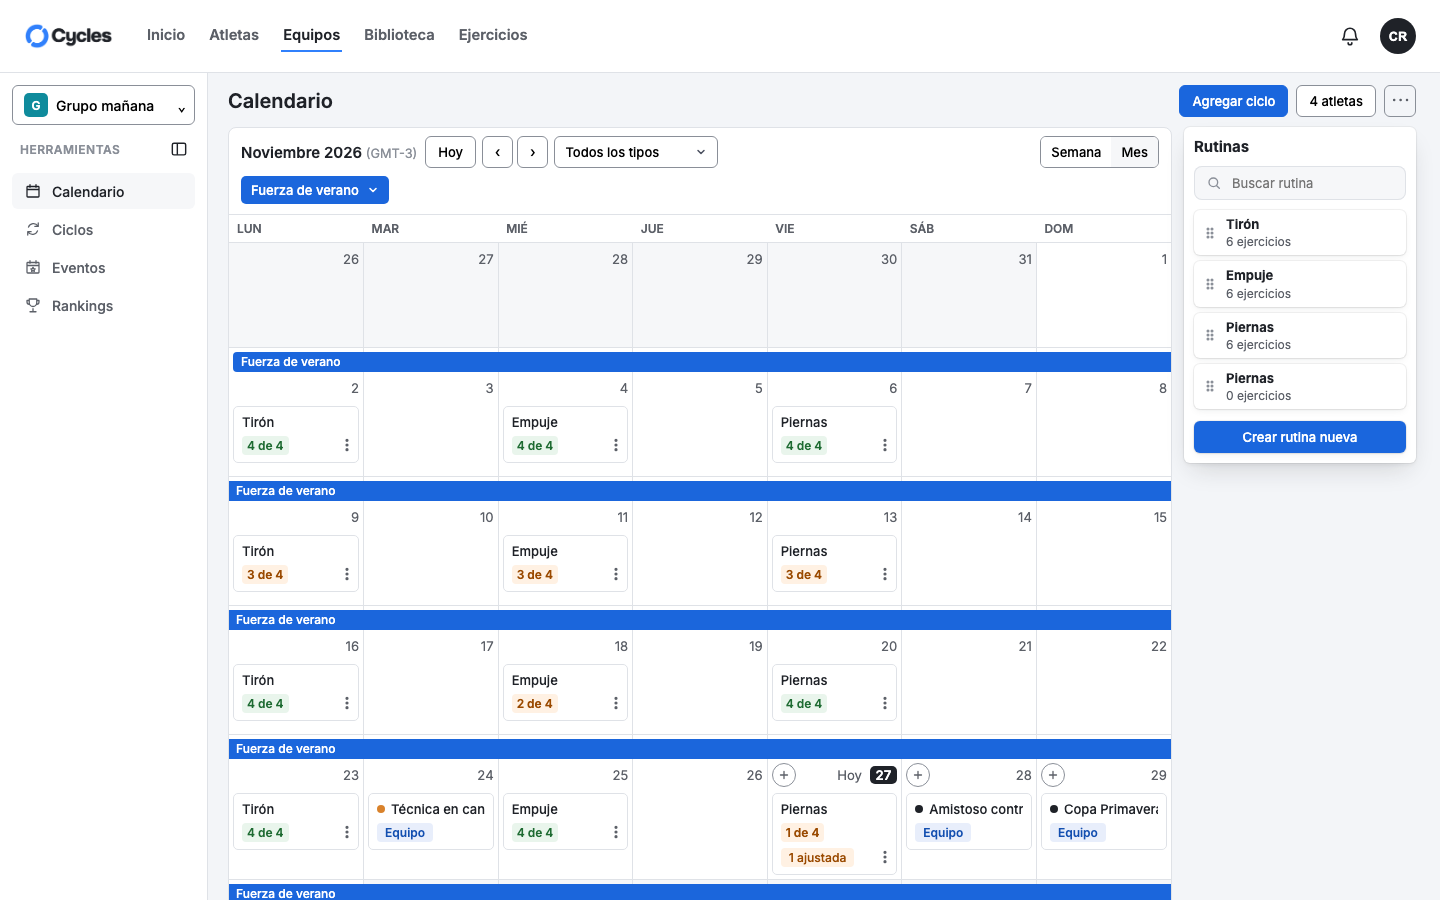 Cycles
Inicio
Atletas
Equipos
Biblioteca
Ejercicios
CR
G
Grupo mañana
HERRAMIENTAS
Calendario
Ciclos
Eventos
Rankings
Calendario
Agregar ciclo
4 atletas
Noviembre 2026 (GMT-3)
Hoy
Todos los tipos
Semana
Mes
Fuerza de verano
LUN MAR MIÉ JUE VIE SÁB DOM
26 27 28 29 30 31 1
Fuerza de verano
2 3 4 5 6 7 8
Tirón Empuje Piernas
4 de 4 4 de 4 4 de 4
Fuerza de verano
9 10 11 12 13 14 15
Tirón Empuje Piernas
3 de 4 3 de 4 3 de 4
Fuerza de verano
16 17 18 19 20 21 22
Tirón Empuje Piernas
4 de 4 2 de 4 4 de 4
Fuerza de verano
23 24 25 26 + Hoy 27 + 28 + 29
Tirón Técnica en can Empuje Piernas Amistoso contr Copa Primavera
4 de 4 Equipo 4 de 4 1 de 4 Equipo Equipo
1 ajustada
Fuerza de verano
Rutinas
Buscar rutina
Tirón
6 ejercicios
Empuje
6 ejercicios
Piernas
6 ejercicios
Piernas
0 ejercicios
Crear rutina nueva